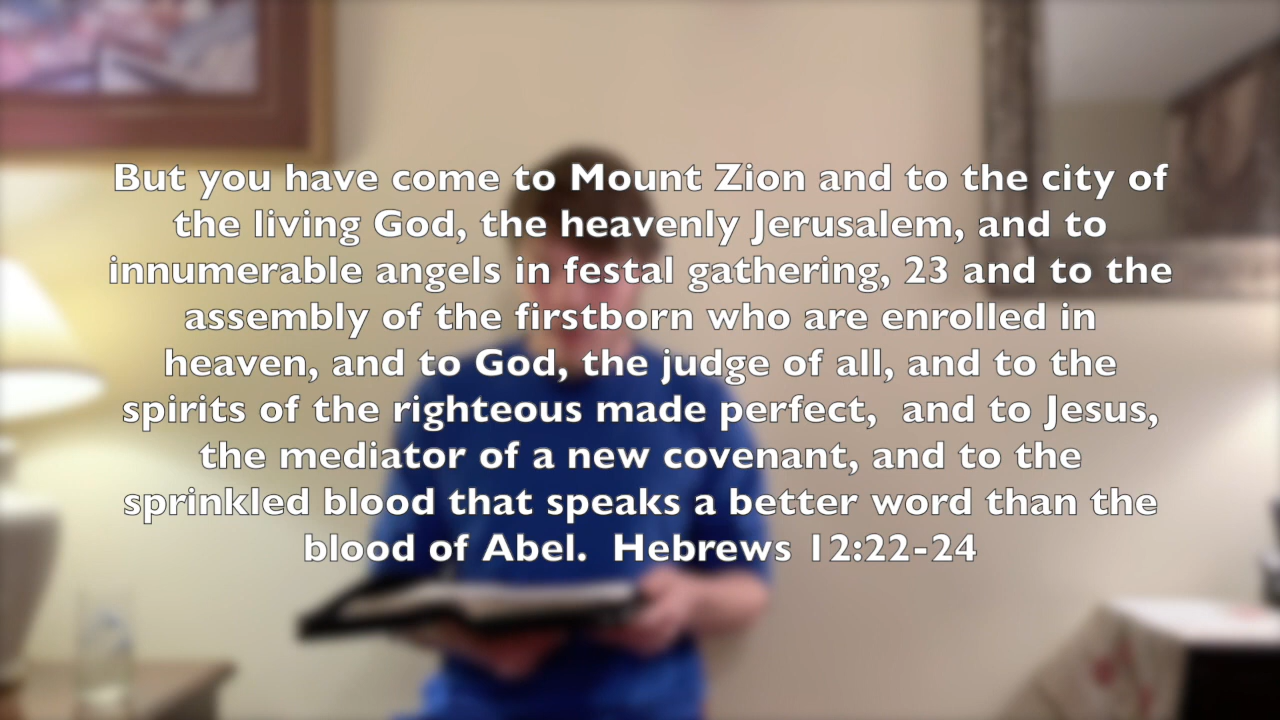 But you have come to Mount Zion and to the city of
the living God, the heavenly Jerusalem, and to
innumerable angels in festal gathering, 23 and to the
assembly of the firstborn who are enrolled in
heaven, and to God, the judge of all, and to the
spirits of the righteous made perfect,  and to Jesus,
the mediator of a new covenant, and to the
sprinkled blood that speaks a better word than the
blood of Abel.  Hebrews 12:22-24